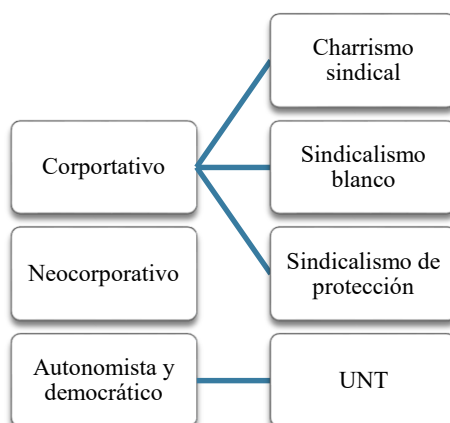 Charrismo
sindical
Corportativo
Sindicalismo
blanco
Neocorporativo
Sindicalismo de
protección
Autonomista y
democrático
UNT